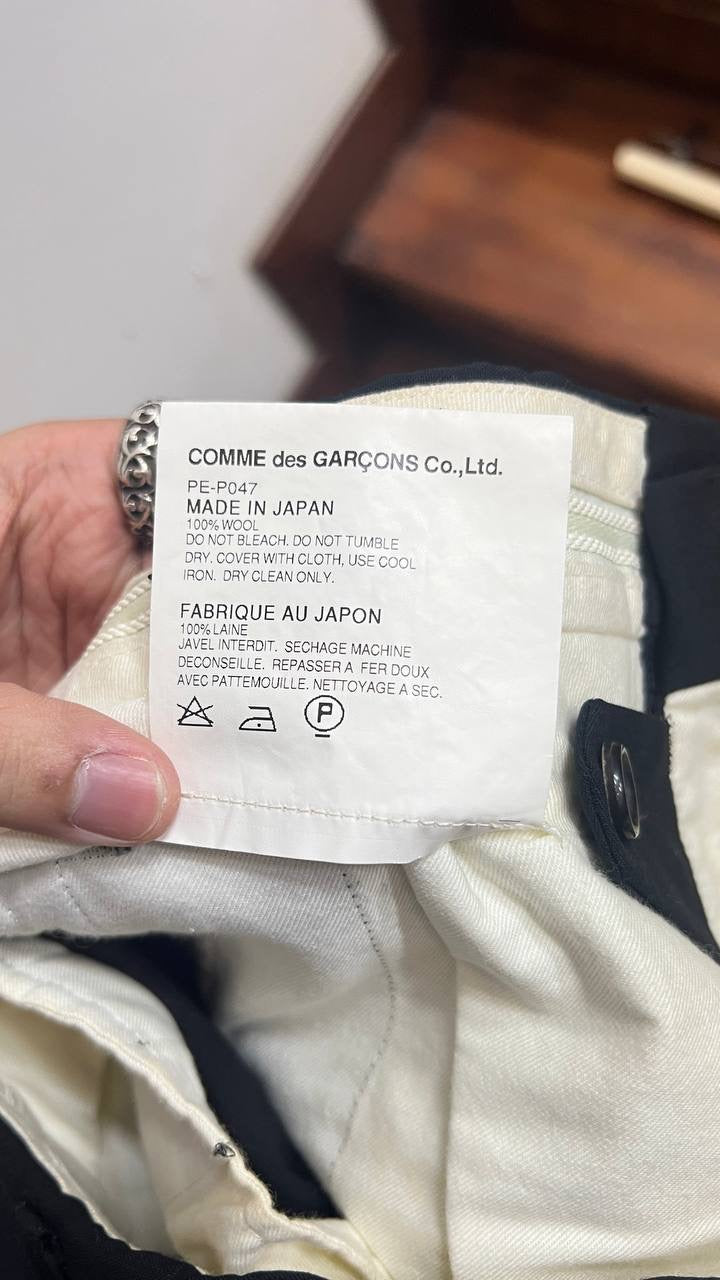 COMME des GARÇONS Co.,Ltd.
PE-P047
MADE IN JAPAN
100% WOOL
DO NOT BLEACH. DO NOT TUMBLE
DRY. COVER WITH CLOTH, USE COOL
IRON. DRY CLEAN ONLY.
FABRIQUE AU JAPON
100% LAINE
JAVEL INTERDIT. SECHAGE MACHINE
DECONSEILLE. REPASSER A FER DOUX
AVEC PATTEMOUILLE. NETTOYAGE A SEC.
P